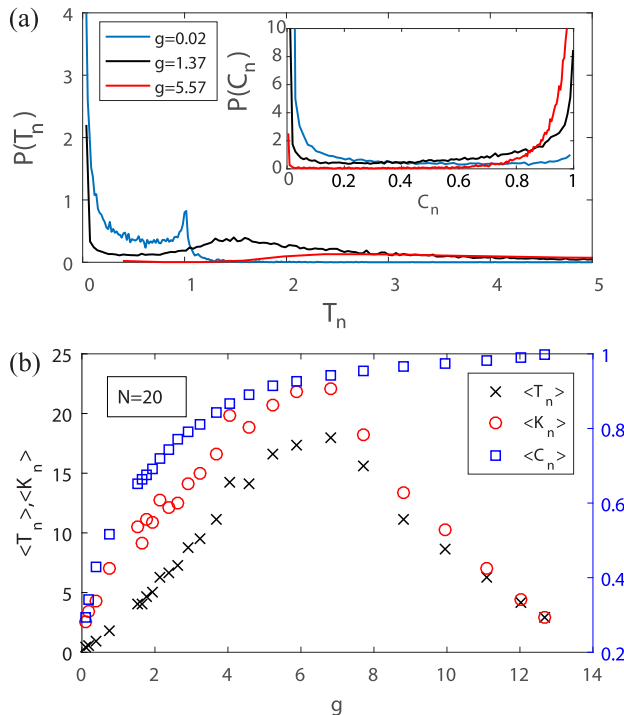 (a)
g=0.02
g=1.37
g=5.57
P(T_n)
4
3
2
1
0
0 1 2 3 4 5
T_n
P(C_n)
10
8
6
4
2
0
0 0.2 0.4 0.6 0.8 1
C_n
(b)
N=20
<T_n>
<K_n>
<C_n>
<T_n>,<K_n>
25
20
15
10
5
0
1
0.8
0.6
0.4
0.2
0 2 4 6 8 10 12 14
g